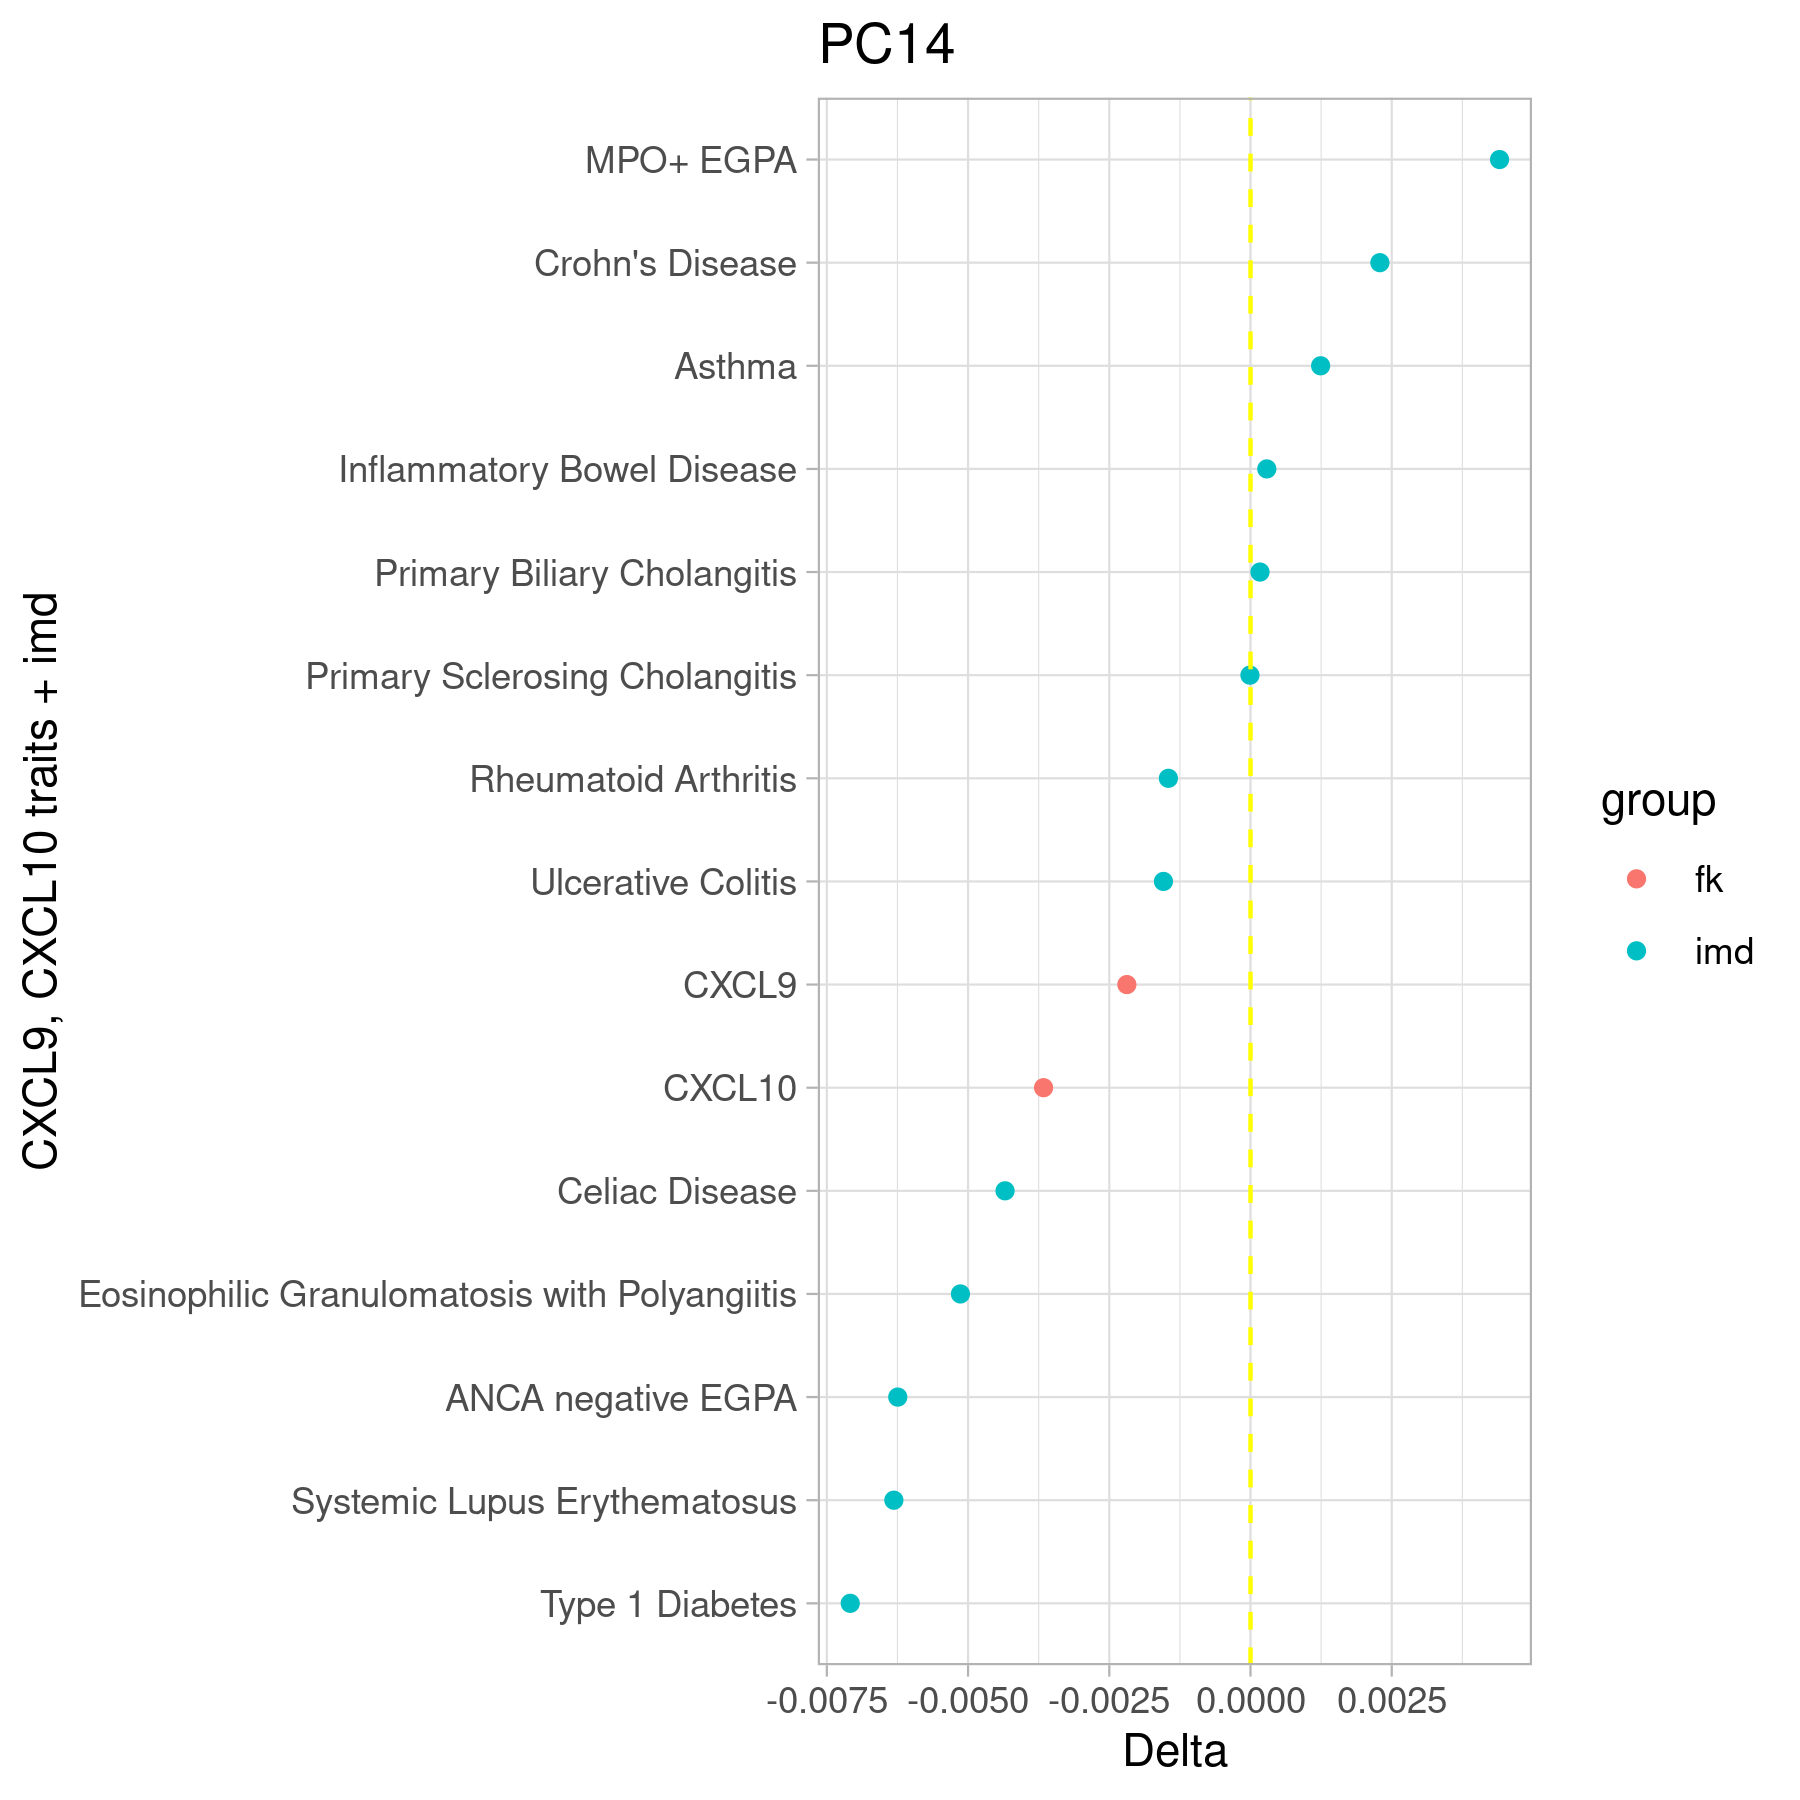 PC14
CXCL9, CXCL10 traits + imd
MPO+ EGPA
Crohn's Disease
Asthma
Inflammatory Bowel Disease
Primary Biliary Cholangitis
Primary Sclerosing Cholangitis
Rheumatoid Arthritis
Ulcerative Colitis
CXCL9
CXCL10
Celiac Disease
Eosinophilic Granulomatosis with Polyangiitis
ANCA negative EGPA
Systemic Lupus Erythematosus
Type 1 Diabetes
-0.0075 -0.0050 -0.0025 0.0000 0.0025
Delta
group
fk
imd